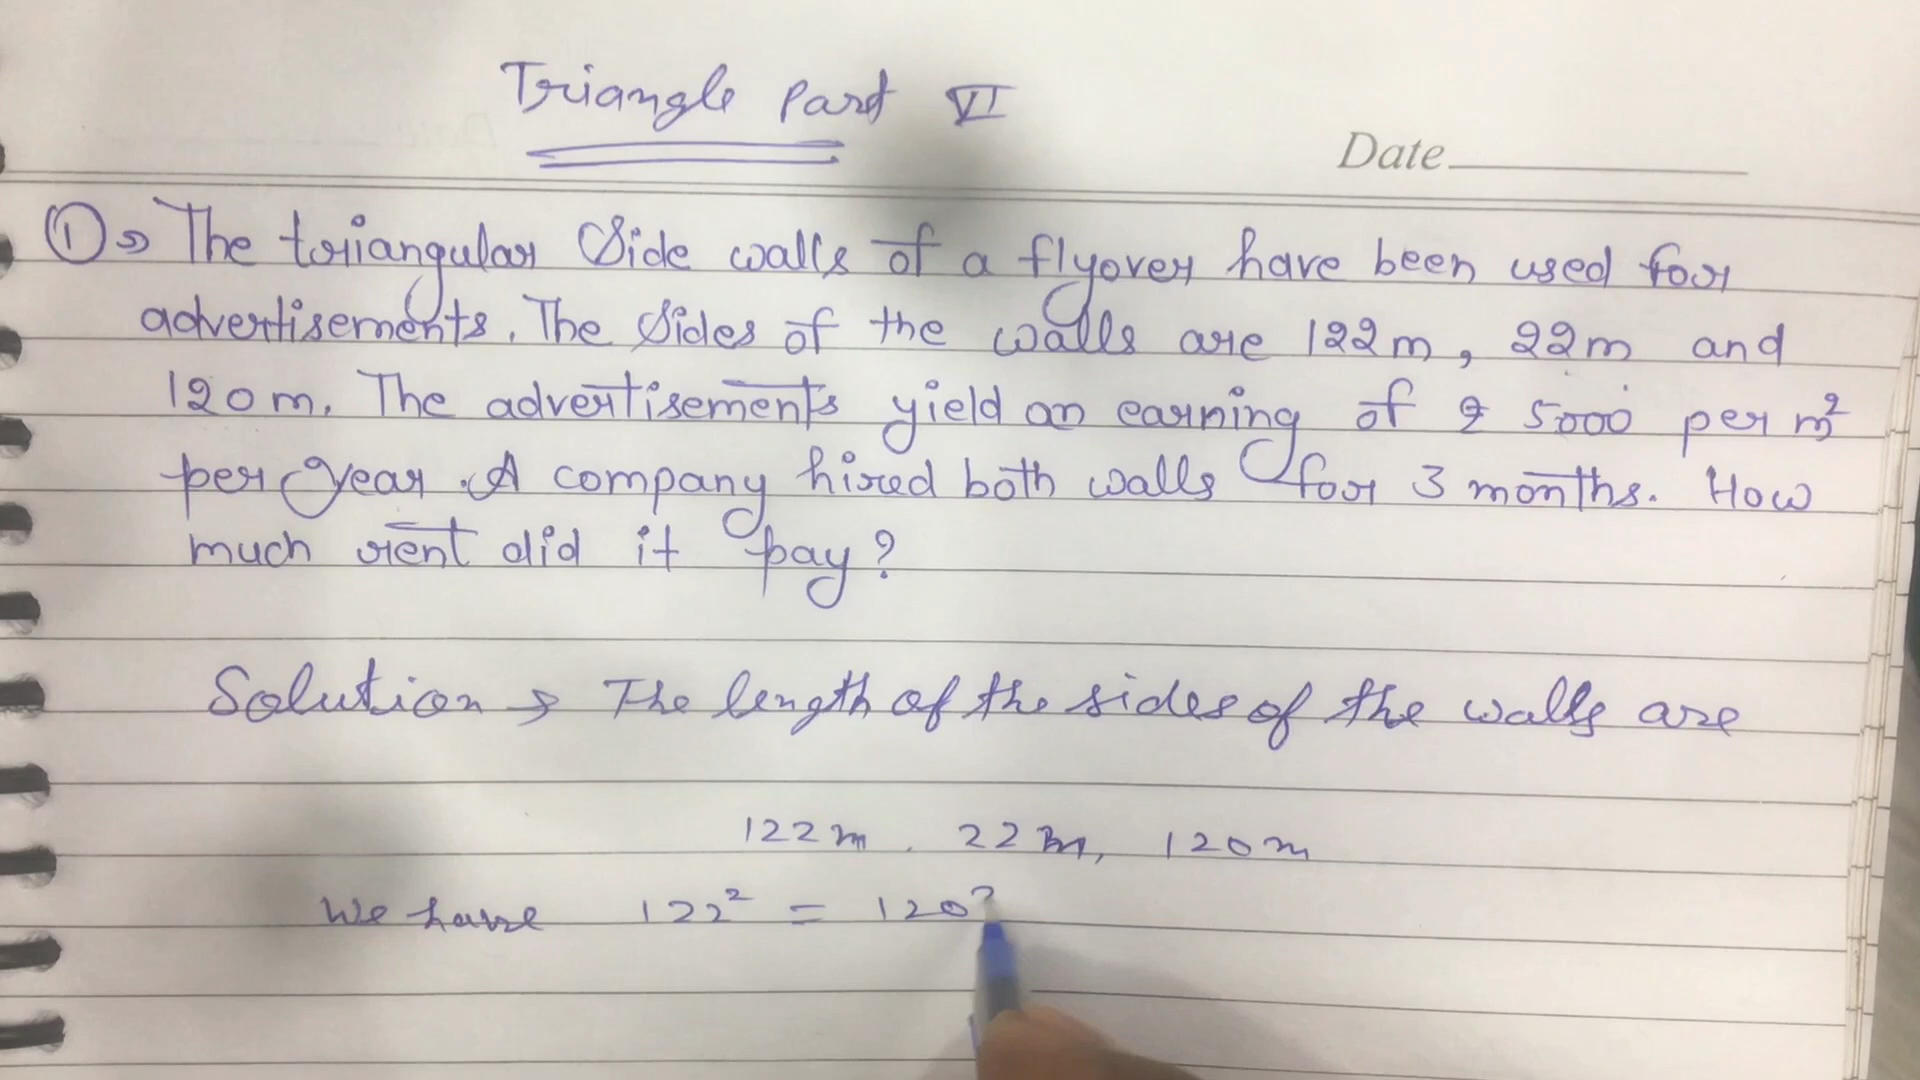 Triangle part VI
Date
① → The triangular side walls of a flyover have been used for
advertisements. The sides of the walls are 122m, 22m and
120m. The advertisements yield an earning of ₹ 5000 per m²
per year. A company hired both walls for 3 months. How
much rent did it pay?
Solution → The length of the sides of the walls are
122m, 22m, 120m
We have 122² = 120²